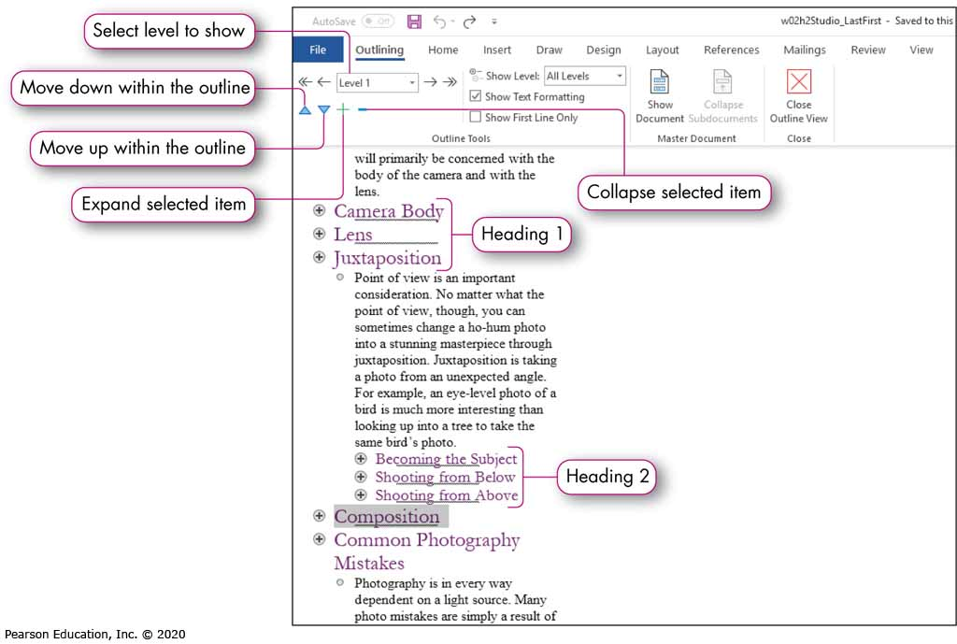 AutoSave Off
w02h2Studio_LastFirst - Saved to this
File Outlining Home Insert Draw Design Layout References Mailings Review View
Select level to show
Move down within the outline
Move up within the outline
Expand selected item
Collapse selected item
Level 1
Show Level: All Levels
Show Text Formatting
Show First Line Only
Outline Tools
Show
Document
Collapse
Subdocuments
Master Document
Close
Outline View
Close
will primarily be concerned with the
body of the camera and with the
lens.
Camera Body
Lens
Juxtaposition
Heading 1
Point of view is an important
consideration. No matter what the
point of view, though, you can
sometimes change a ho-hum photo
into a stunning masterpiece through
juxtaposition. Juxtaposition is taking
a photo from an unexpected angle.
For example, an eye-level photo of a
bird is much more interesting than
looking up into a tree to take the
same bird's photo.
Becoming the Subject
Shooting from Below
Shooting from Above
Heading 2
Composition
Common Photography
Mistakes
Photography is in every way
dependent on a light source. Many
photo mistakes are simply a result of
Pearson Education, Inc. © 2020